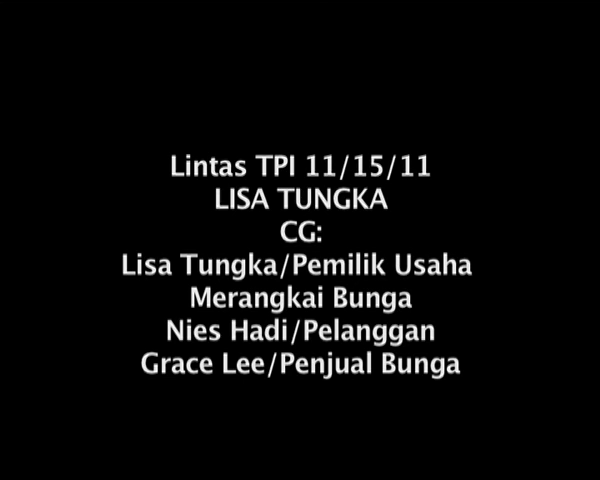 Lintas TPI 11/15/11
LISA TUNGKA
CG:
Lisa Tungka/Pemilik Usaha
Merangkai Bunga
Nies Hadi/Pelanggan
Grace Lee/Penjual Bunga